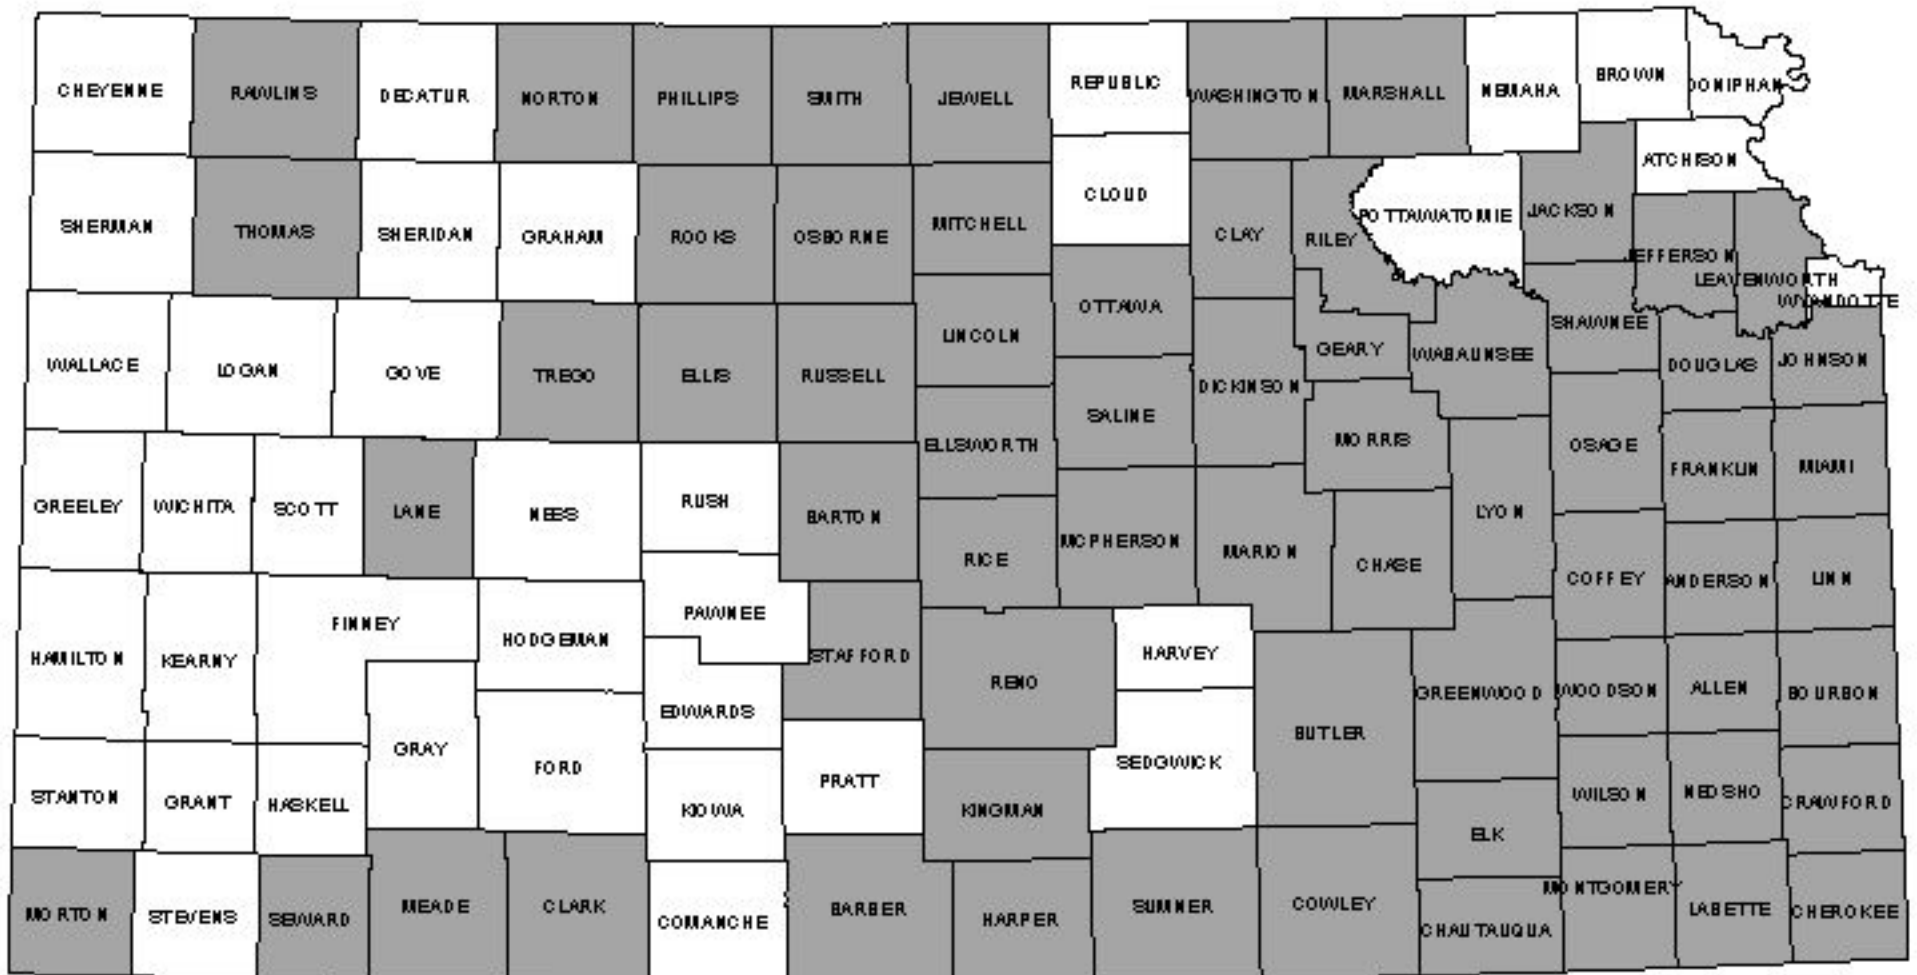 CHEYENNE
RAWLINS
DECATUR
NORTON
PHILLIPS
SMITH
JEWELL
REPUBLIC
WASHINGTON
MARSHALL
NEMAHA
BROWN
DONIPHAN
SHERMAN
THOMAS
SHERIDAN
GRAHAM
ROOKS
OSBORNE
MITCHELL
CLOUD
CLAY
RILEY
POTTAWATOMIE
JACKSON
ATCHISON
JEFFERSON
LEAVENWORTH
WYANDOTTE
WALLACE
LOGAN
GOVE
TREGO
ELLIS
RUSSELL
LINCOLN
OTTAWA
DICKINSON
GEARY
WABAUNSEE
SHAWNEE
DOUGLAS
JOHNSON
GREELEY
WICHITA
SCOTT
LANE
NESS
RUSH
BARTON
ELLSWORTH
SALINE
MORRIS
LYON
OSAGE
FRANKLIN
MIAMI
RICE
MCPHERSON
MARION
CHASE
COFFEY
ANDERSON
LINN
HAMILTON
KEARNY
FINNEY
HODGEMAN
PAWNEE
STAFFORD
RENO
HARVEY
BUTLER
GREENWOOD
WOODSON
ALLEN
BOURBON
EDWARDS
GRAY
FORD
STANTON
GRANT
HASKELL
KIOWA
PRATT
KINGMAN
SEDGWICK
ELK
WILSON
NEOSHO
CRAWFORD
MORTON
STEVENS
SEWARD
MEADE
CLARK
COMANCHE
BARBER
HARPER
SUMNER
COWLEY
CHAUTAUQUA
MONTGOMERY
LABETTE
CHEROKEE